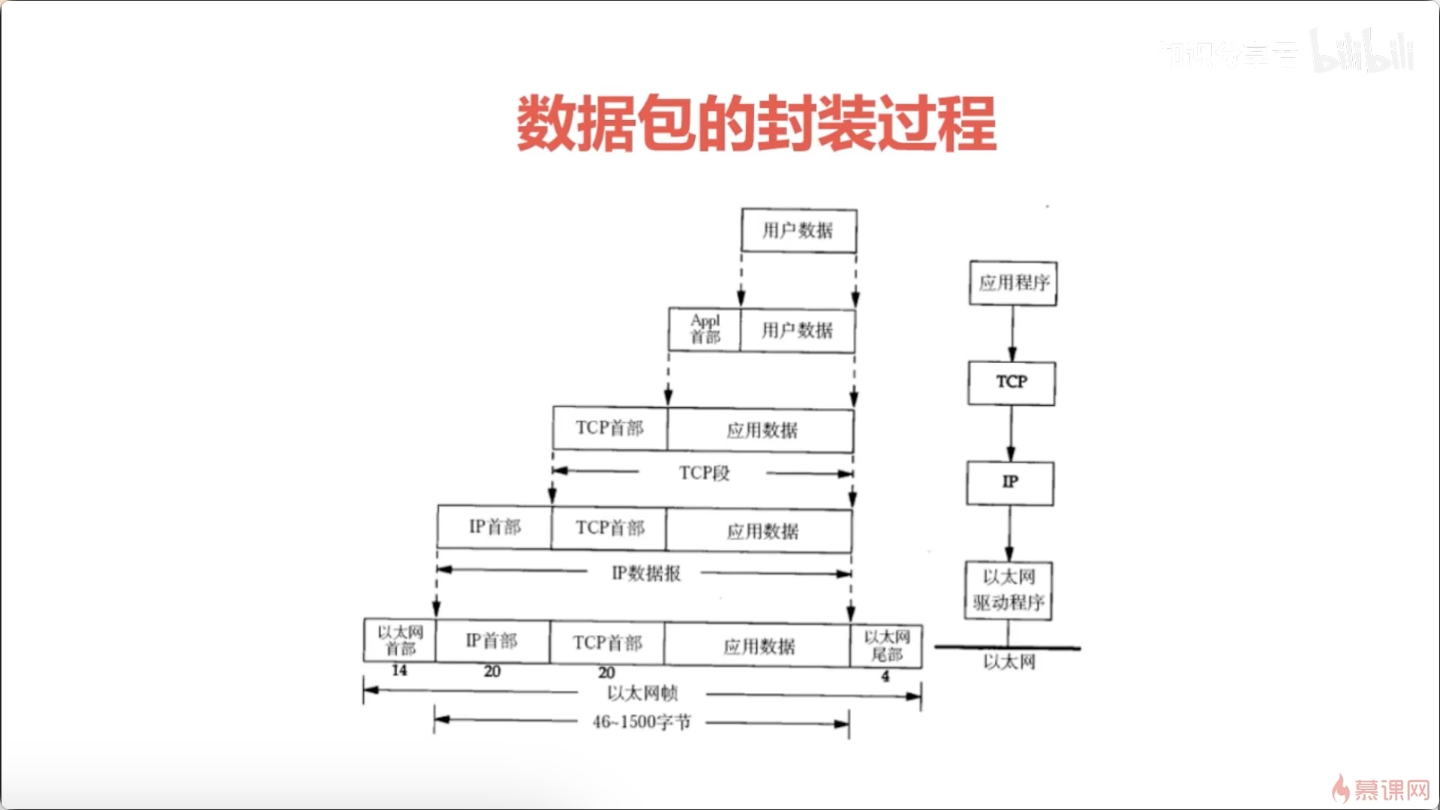 bilibili
数据包的封装过程
用户数据
应用程序
Appl
首部
用户数据
TCP
TCP首部
应用数据
TCP段
IP
IP首部
TCP首部
应用数据
IP数据报
以太网
驱动程序
以太网
首部
IP首部
TCP首部
应用数据
以太网
尾部
以太网
14
20
20
4
以太网帧
46~1500字节
慕课网